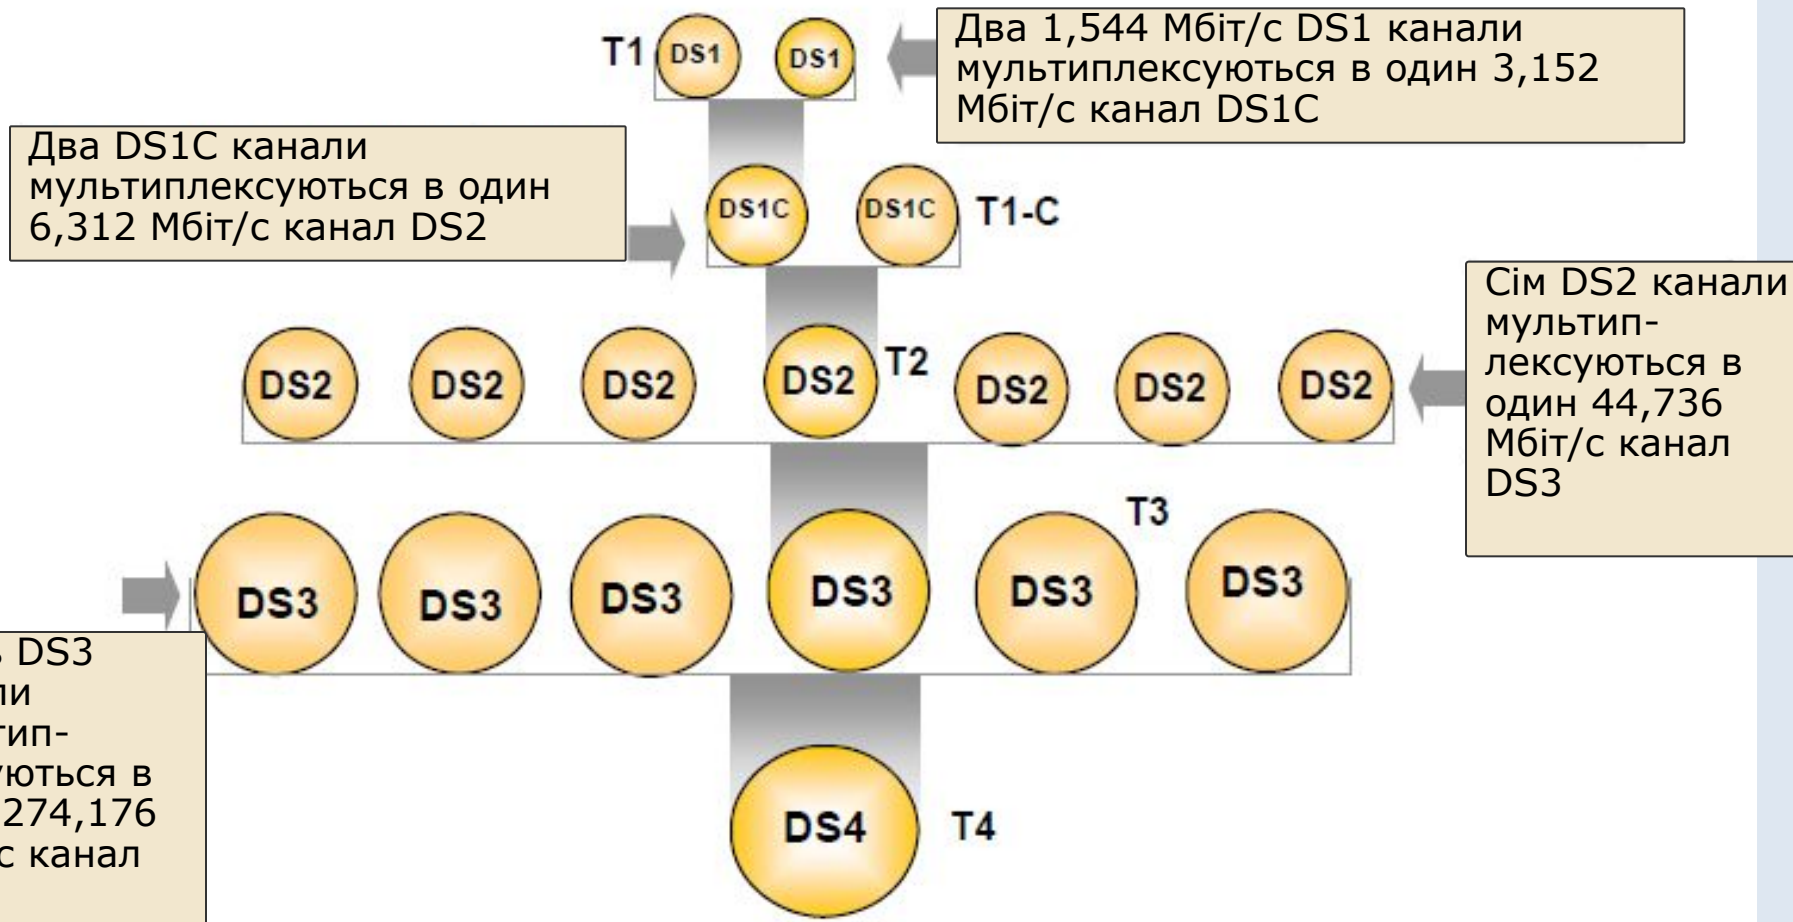 T1 DS1 DS1
Два 1,544 Мбіт/с DS1 канали
мультиплексуються в один 3,152
Мбіт/с канал DS1C
Два DS1C канали
мультиплексуються в один
6,312 Мбіт/с канал DS2
DS1C DS1C T1-C
Сім DS2 канали
мультип-
лексуються в
один 44,736
Мбіт/с канал
DS3
DS2 DS2 DS2 DS2 T2 DS2 DS2 DS2
T3
DS3 DS3 DS3 DS3 DS3 DS3
DS3
в
274,176
канал
DS4 T4